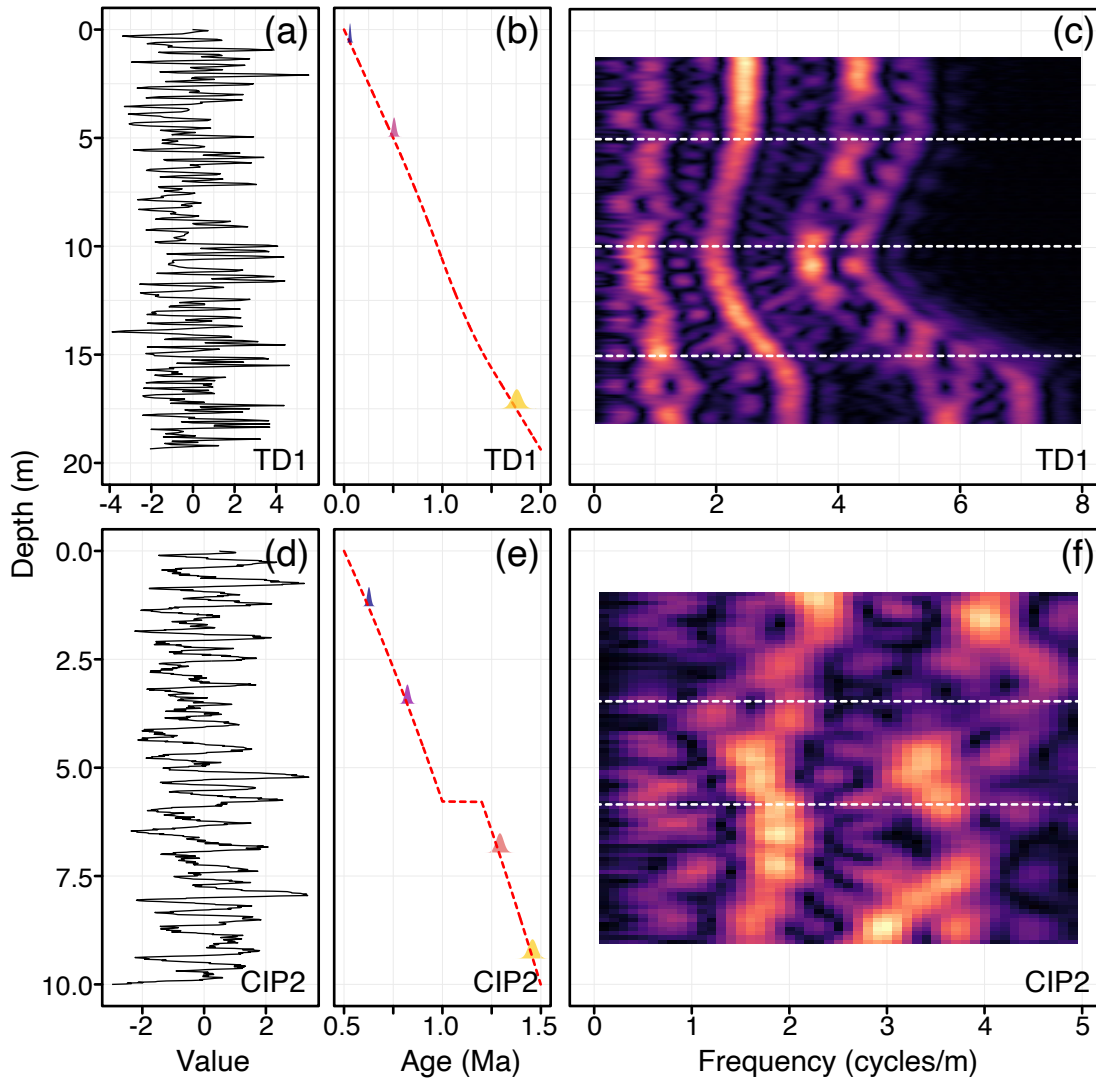 (a)
(b)
(c)
0
5
10
15
20
TD1
TD1
TD1
-4 -2 0 2 4
0.0 1.0 2.0
0 2 4 6 8
Depth (m)
(d)
(e)
(f)
0.0
2.5
5.0
7.5
10.0
CIP2
CIP2
CIP2
-2 0 2
0.5 1.0 1.5
0 1 2 3 4 5
Value
Age (Ma)
Frequency (cycles/m)